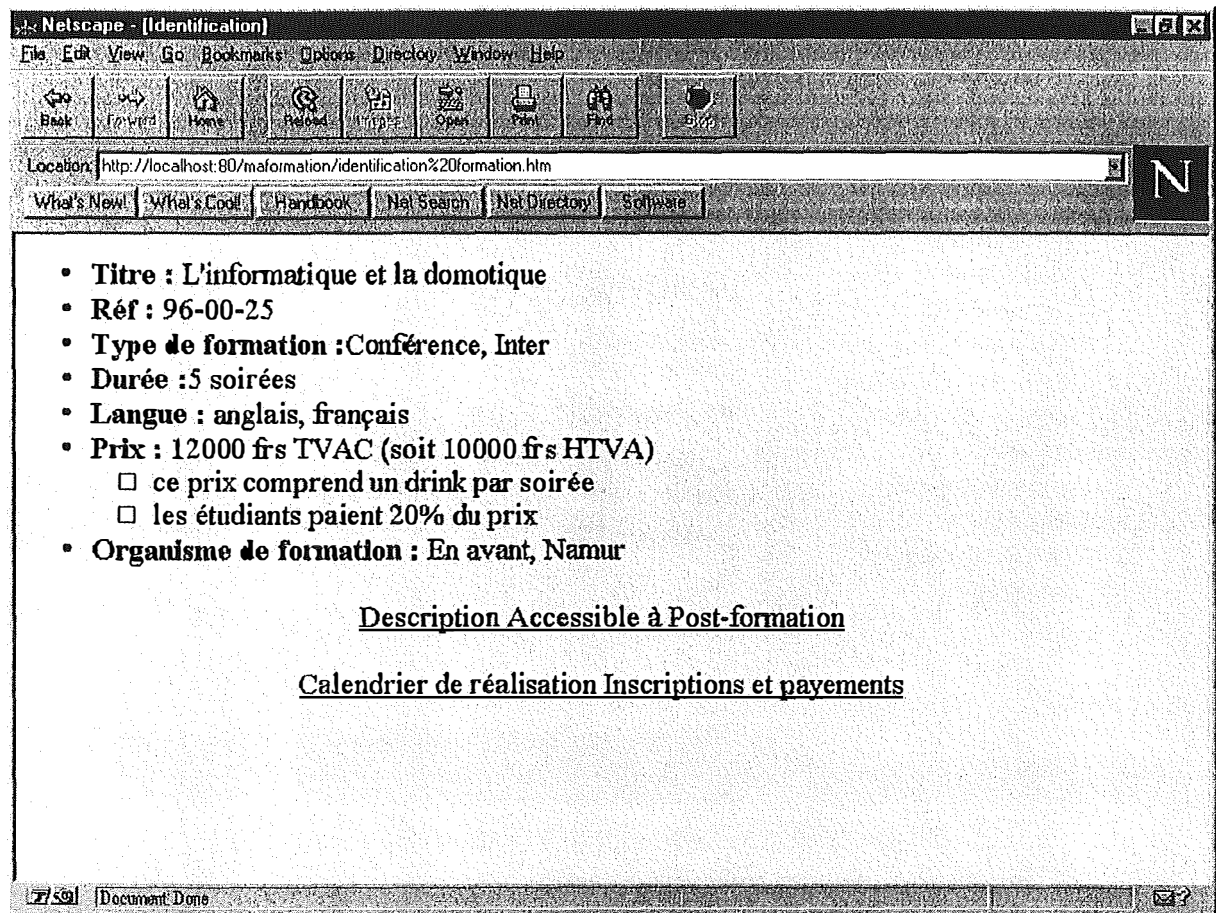 Netscape - [Identification]
File Edit View Go Bookmarks Options Directory Window Help
Back Forward Home Reload Images Open Print Find Stop
Location: http://localhost:80/maformation/identification%20formation.htm
N
What's New! What's Cool! Handbook Net Search Net Directory Software
• Titre : L'informatique et la domotique
• Réf : 96-00-25
• Type de formation :Conférence, Inter
• Durée :5 soirées
• Langue : anglais, français
• Prix : 12000 frs TVAC (soit 10000 frs HTVA)
□ ce prix comprend un drink par soirée
□ les étudiants paient 20% du prix
• Organisme de formation : En avant, Namur
Description Accessible à Post-formation
Calendrier de réalisation Inscriptions et payements
Document: Done